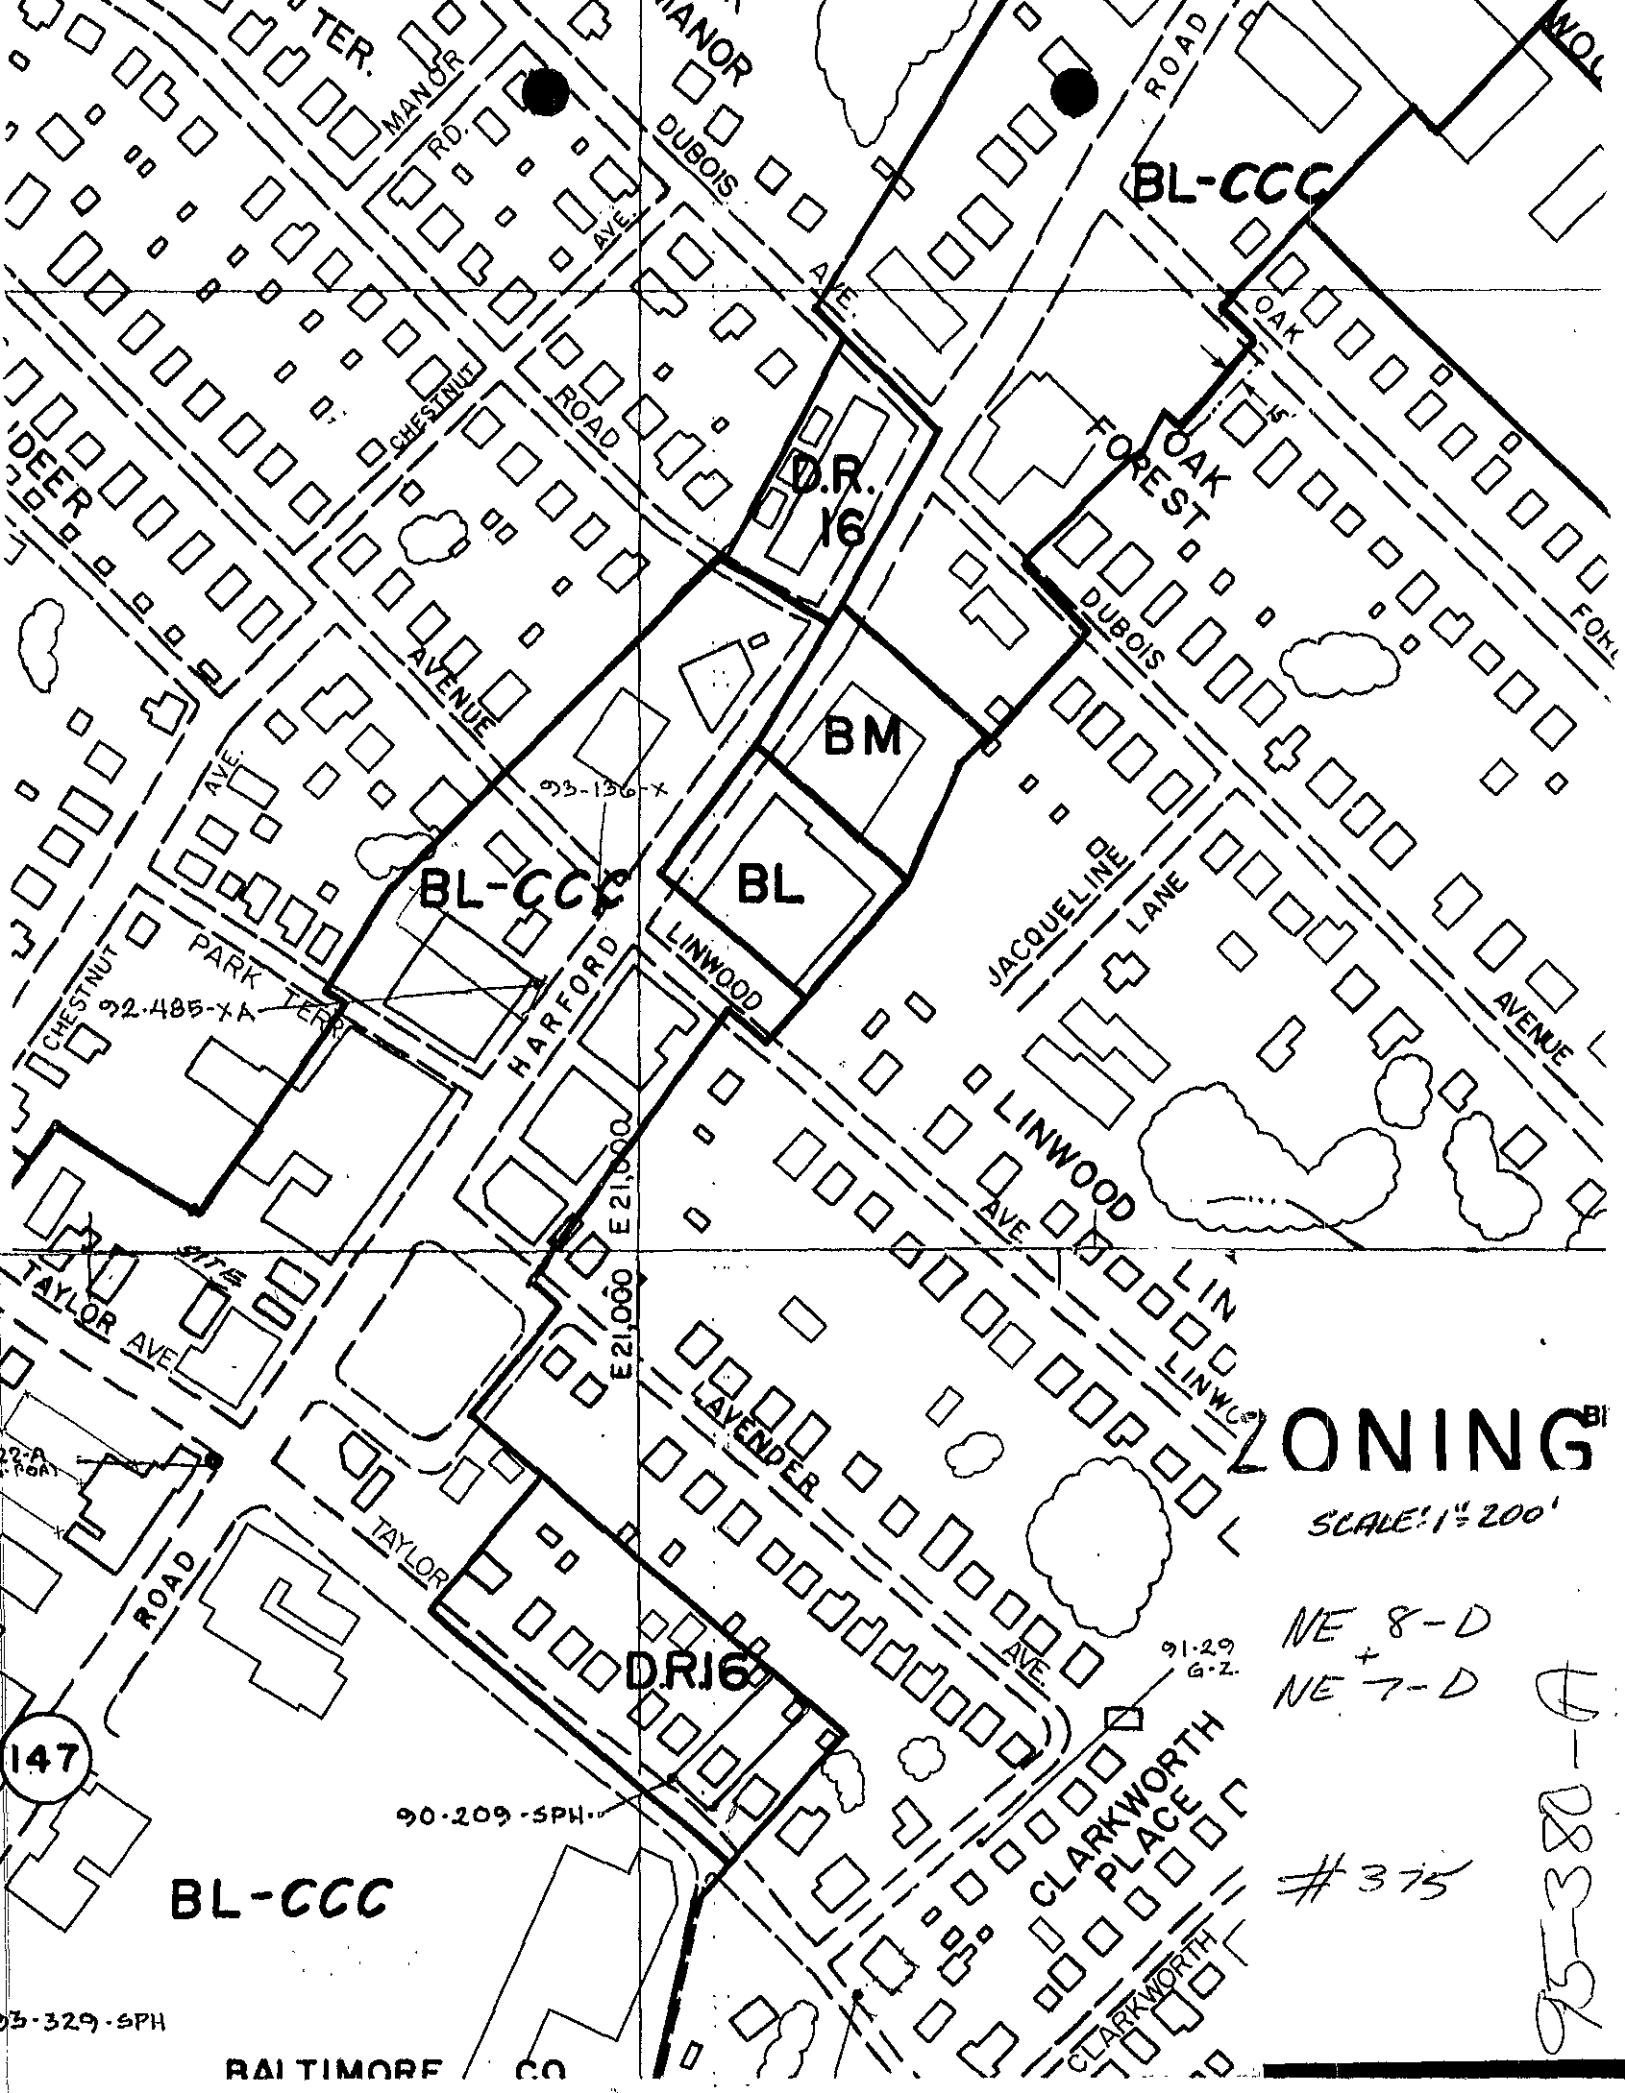 TER.
MANOR
MANOR
RD.
DUBOIS
AVE.
ROAD
BL-CCC
AVE.
OAK
15'
CHESTNUT
ROAD
DEER
D.R.
16
OAK
FOREST
DUBOIS
AVENUE
AVE.
93-136-X
BM
BL-CCC
BL
JACQUELINE
LANE
LINWOOD
HARFORD
PARK TERR.
CHESTNUT
92-485-XA
AVENUE
LINWOOD
AVE.
E 21,000
E 21,000
SITE
TAYLOR AVE.
LIN
LAVENDER
AVE.
ZONING
SCALE: 1"=200'
TAYLOR
ROAD
NE 8-D
+
NE 7-D
91-29
G-Z.
D.R.16
147
90-209-SPH
CLARKWORTH
PLACE
#375
95-380-A
BL-CCC
CLARKWORTH
93-329-SPH
BALTIMORE CO